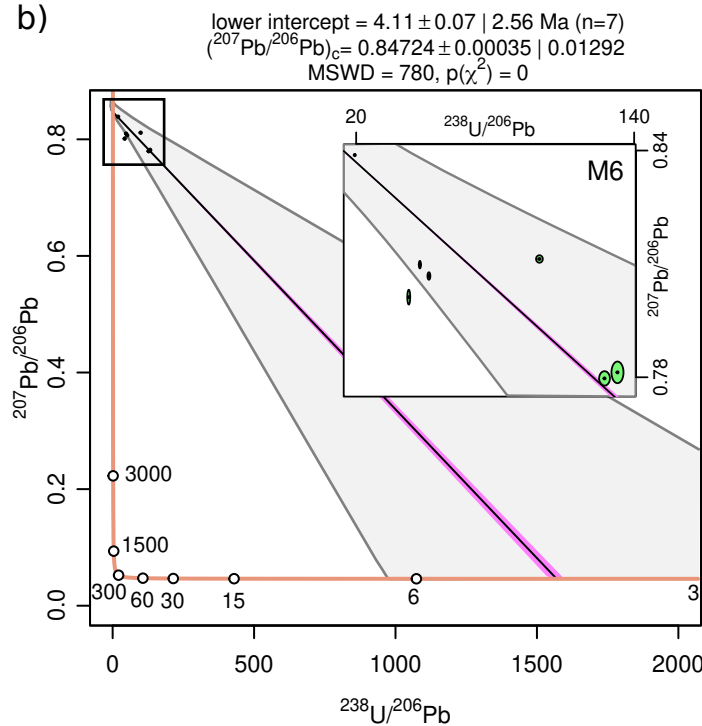 b)
lower intercept = 4.11 ± 0.07 | 2.56 Ma (n=7)
(²⁰⁷Pb/²⁰⁶Pb)c= 0.84724 ± 0.00035 | 0.01292
MSWD = 780, p(χ²) = 0
20
²³⁸U/²⁰⁶Pb
140
0.84
M6
²⁰⁷Pb/²⁰⁶Pb
0.78
0.8
0.6
0.4
0.2
0.0
²⁰⁷Pb/²⁰⁶Pb
3000
1500
300
60
30
15
6
3
0
500
1000
1500
2000
²³⁸U/²⁰⁶Pb